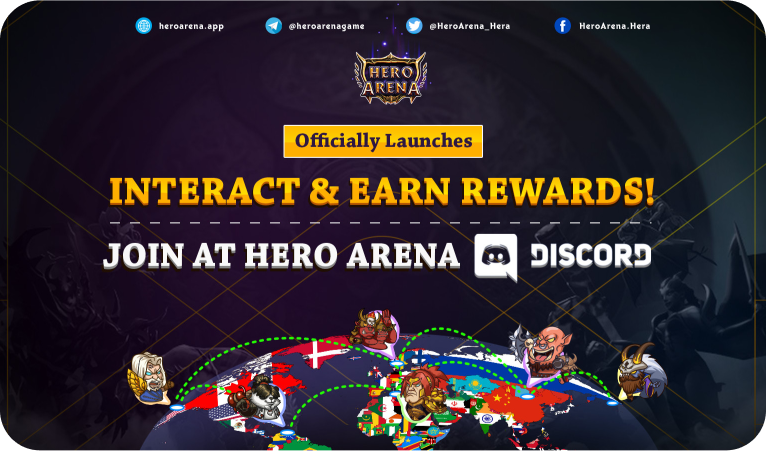 heroarena.app @heroarenagame @HeroArena_Hera HeroArena.Hera
HERO
ARENA
Officially Launches
INTERACT & EARN REWARDS!
JOIN AT HERO ARENA DISCORD